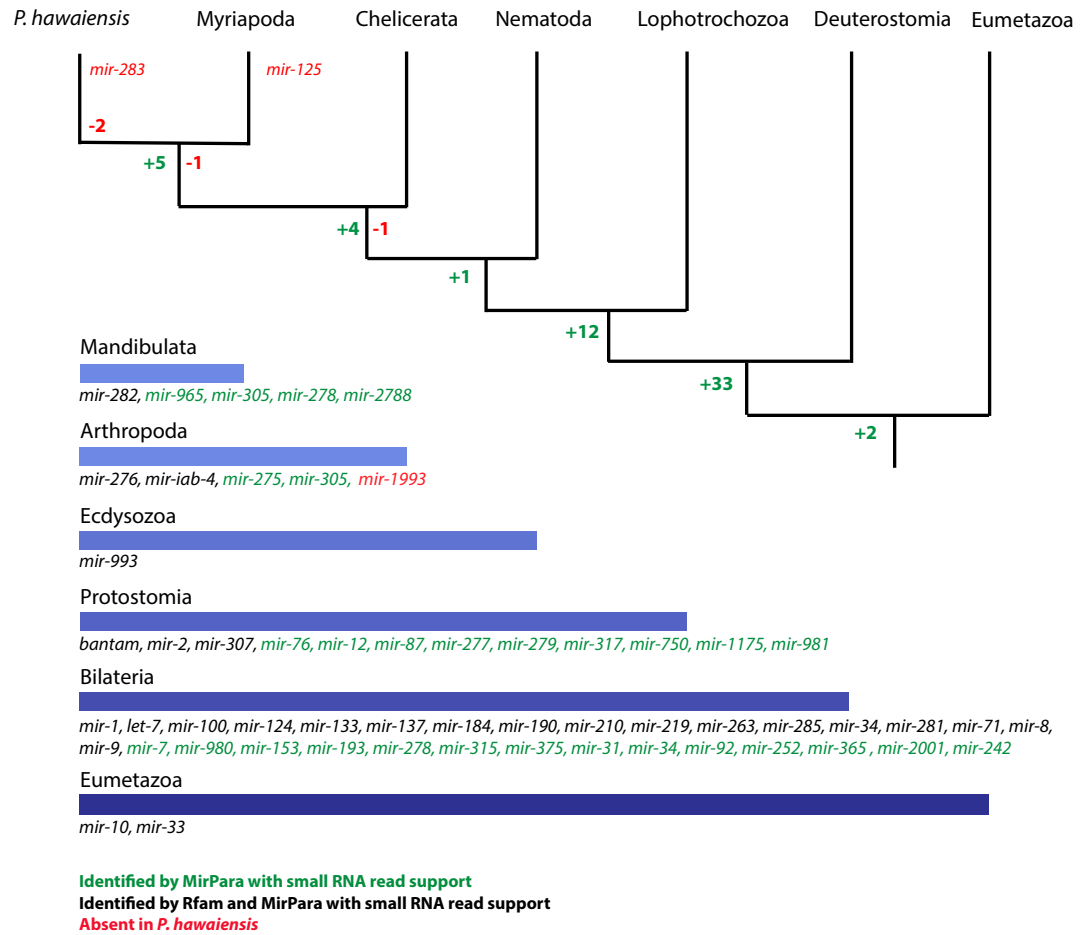 P. hawaiensis Myriapoda Chelicerata Nematoda Lophotrochozoa Deuterostomia Eumetazoa
mir-283 mir-125
-2
+5 -1
+4 -1
+1
+12
+33
+2
Mandibulata
mir-282, mir-965, mir-305, mir-278, mir-2788
Arthropoda
mir-276, mir-iab-4, mir-275, mir-305, mir-1993
Ecdysozoa
mir-993
Protostomia
bantam, mir-2, mir-307, mir-76, mir-12, mir-87, mir-277, mir-279, mir-317, mir-750, mir-1175, mir-981
Bilateria
mir-1, let-7, mir-100, mir-124, mir-133, mir-137, mir-184, mir-190, mir-210, mir-219, mir-263, mir-285, mir-34, mir-281, mir-71, mir-8,
mir-9, mir-7, mir-980, mir-153, mir-193, mir-278, mir-315, mir-375, mir-31, mir-34, mir-92, mir-252, mir-365 , mir-2001, mir-242
Eumetazoa
mir-10, mir-33
Identified by MirPara with small RNA read support
Identified by Rfam and MirPara with small RNA read support
Absent in P. hawaiensis